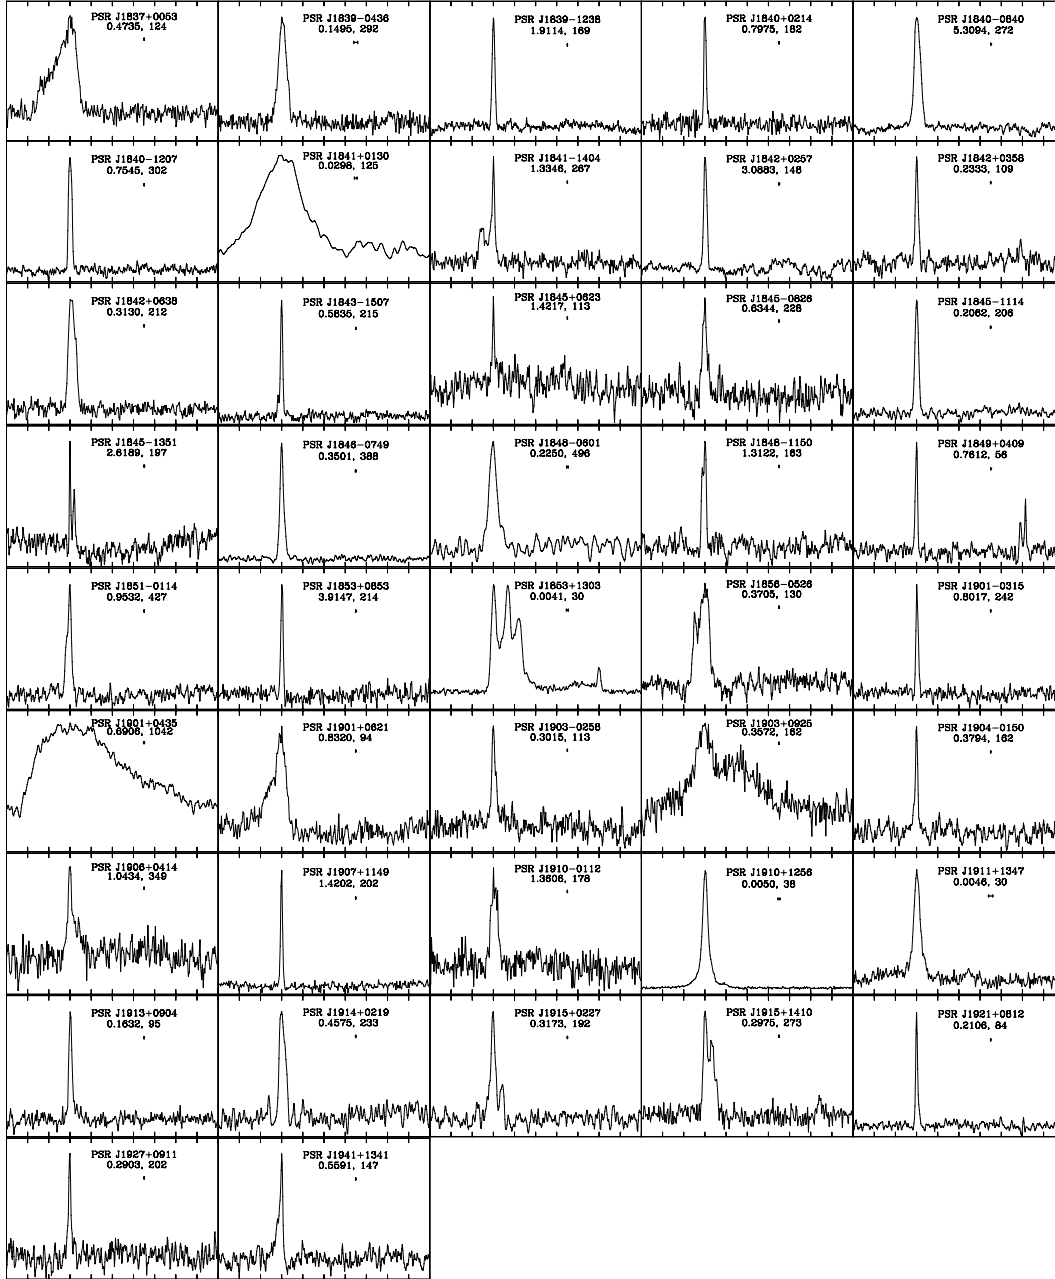 PSR J1837+0053
0.4735, 124
PSR J1839-0436
0.1495, 292
PSR J1839-1238
1.9114, 169
PSR J1840+0214
0.7975, 182
PSR J1840-0840
5.3094, 272
PSR J1840-1207
0.7545, 302
PSR J1841+0130
0.0298, 125
PSR J1841-1404
1.3346, 267
PSR J1842+0257
3.0883, 148
PSR J1842+0358
0.2333, 109
PSR J1842+0638
0.3130, 212
PSR J1843-1507
0.5835, 215
PSR J1845+0623
1.4217, 113
PSR J1845-0826
0.6344, 228
PSR J1845-1114
0.2062, 206
PSR J1845-1351
2.6189, 197
PSR J1846-0749
0.3501, 388
PSR J1848-0601
0.2250, 496
PSR J1848-1150
1.3122, 163
PSR J1849+0409
0.7612, 56
PSR J1851-0114
0.9532, 427
PSR J1853+0853
3.9147, 214
PSR J1853+1303
0.0041, 30
PSR J1856-0526
0.3705, 130
PSR J1901-0315
0.8017, 242
PSR J1901+0435
0.6906, 1042
PSR J1901+0621
0.8320, 94
PSR J1903-0258
0.3015, 113
PSR J1903+0925
0.3572, 162
PSR J1904-0150
0.3794, 162
PSR J1906+0414
1.0434, 349
PSR J1907+1149
1.4202, 202
PSR J1910-0112
1.3606, 178
PSR J1910+1256
0.0050, 38
PSR J1911+1347
0.0046, 30
PSR J1913+0904
0.1632, 95
PSR J1914+0219
0.4575, 233
PSR J1915+0227
0.3173, 192
PSR J1915+1410
0.2975, 273
PSR J1921+0812
0.2106, 84
PSR J1927+0911
0.2903, 202
PSR J1941+1341
0.5591, 147